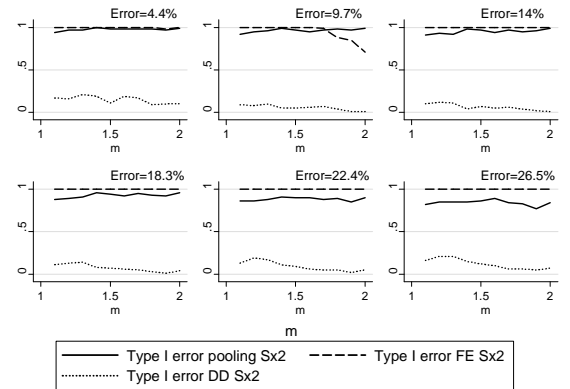 Error=4.4%
0 .5 1
1 1.5 2
m
Error=9.7%
0 .5 1
1 1.5 2
m
Error=14%
0 .5 1
1 1.5 2
m
Error=18.3%
0 .5 1
1 1.5 2
m
Error=22.4%
0 .5 1
1 1.5 2
m
Error=26.5%
0 .5 1
1 1.5 2
m
m
Type I error pooling Sx2
Type I error FE Sx2
Type I error DD Sx2